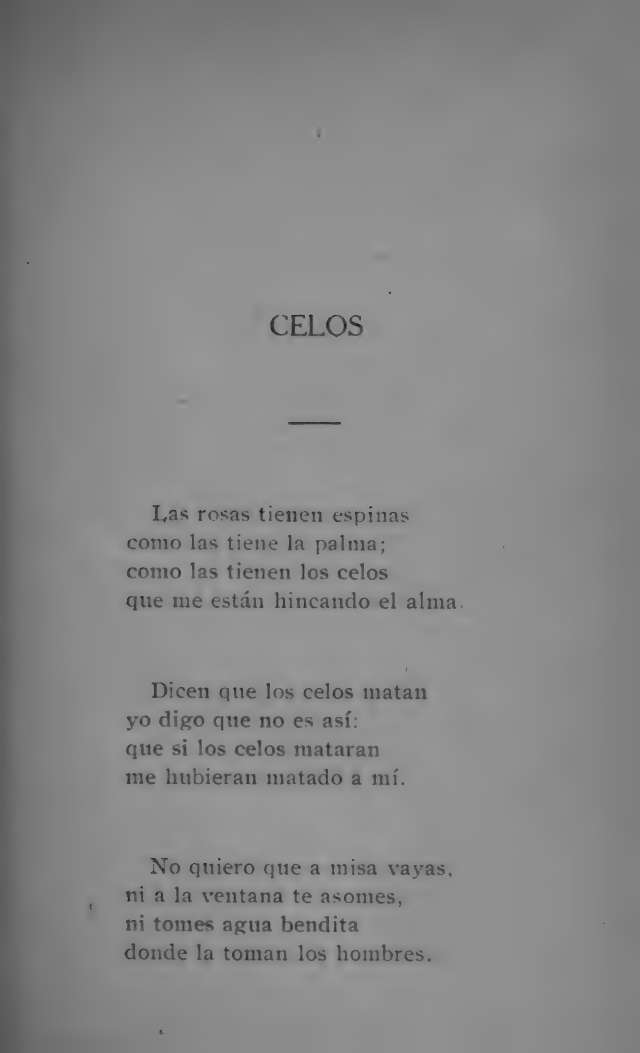 CELOS
Las rosas tienen espinas
como las tiene la palma;
como las tienen los celos
que me están hincando el alma.
Dicen que los celos matan
yo digo que no es así:
que si los celos mataran
me hubieran matado a mí.
No quiero que a misa vayas,
ni a la ventana te asomes,
ni tomes agua bendita
donde la toman los hombres.